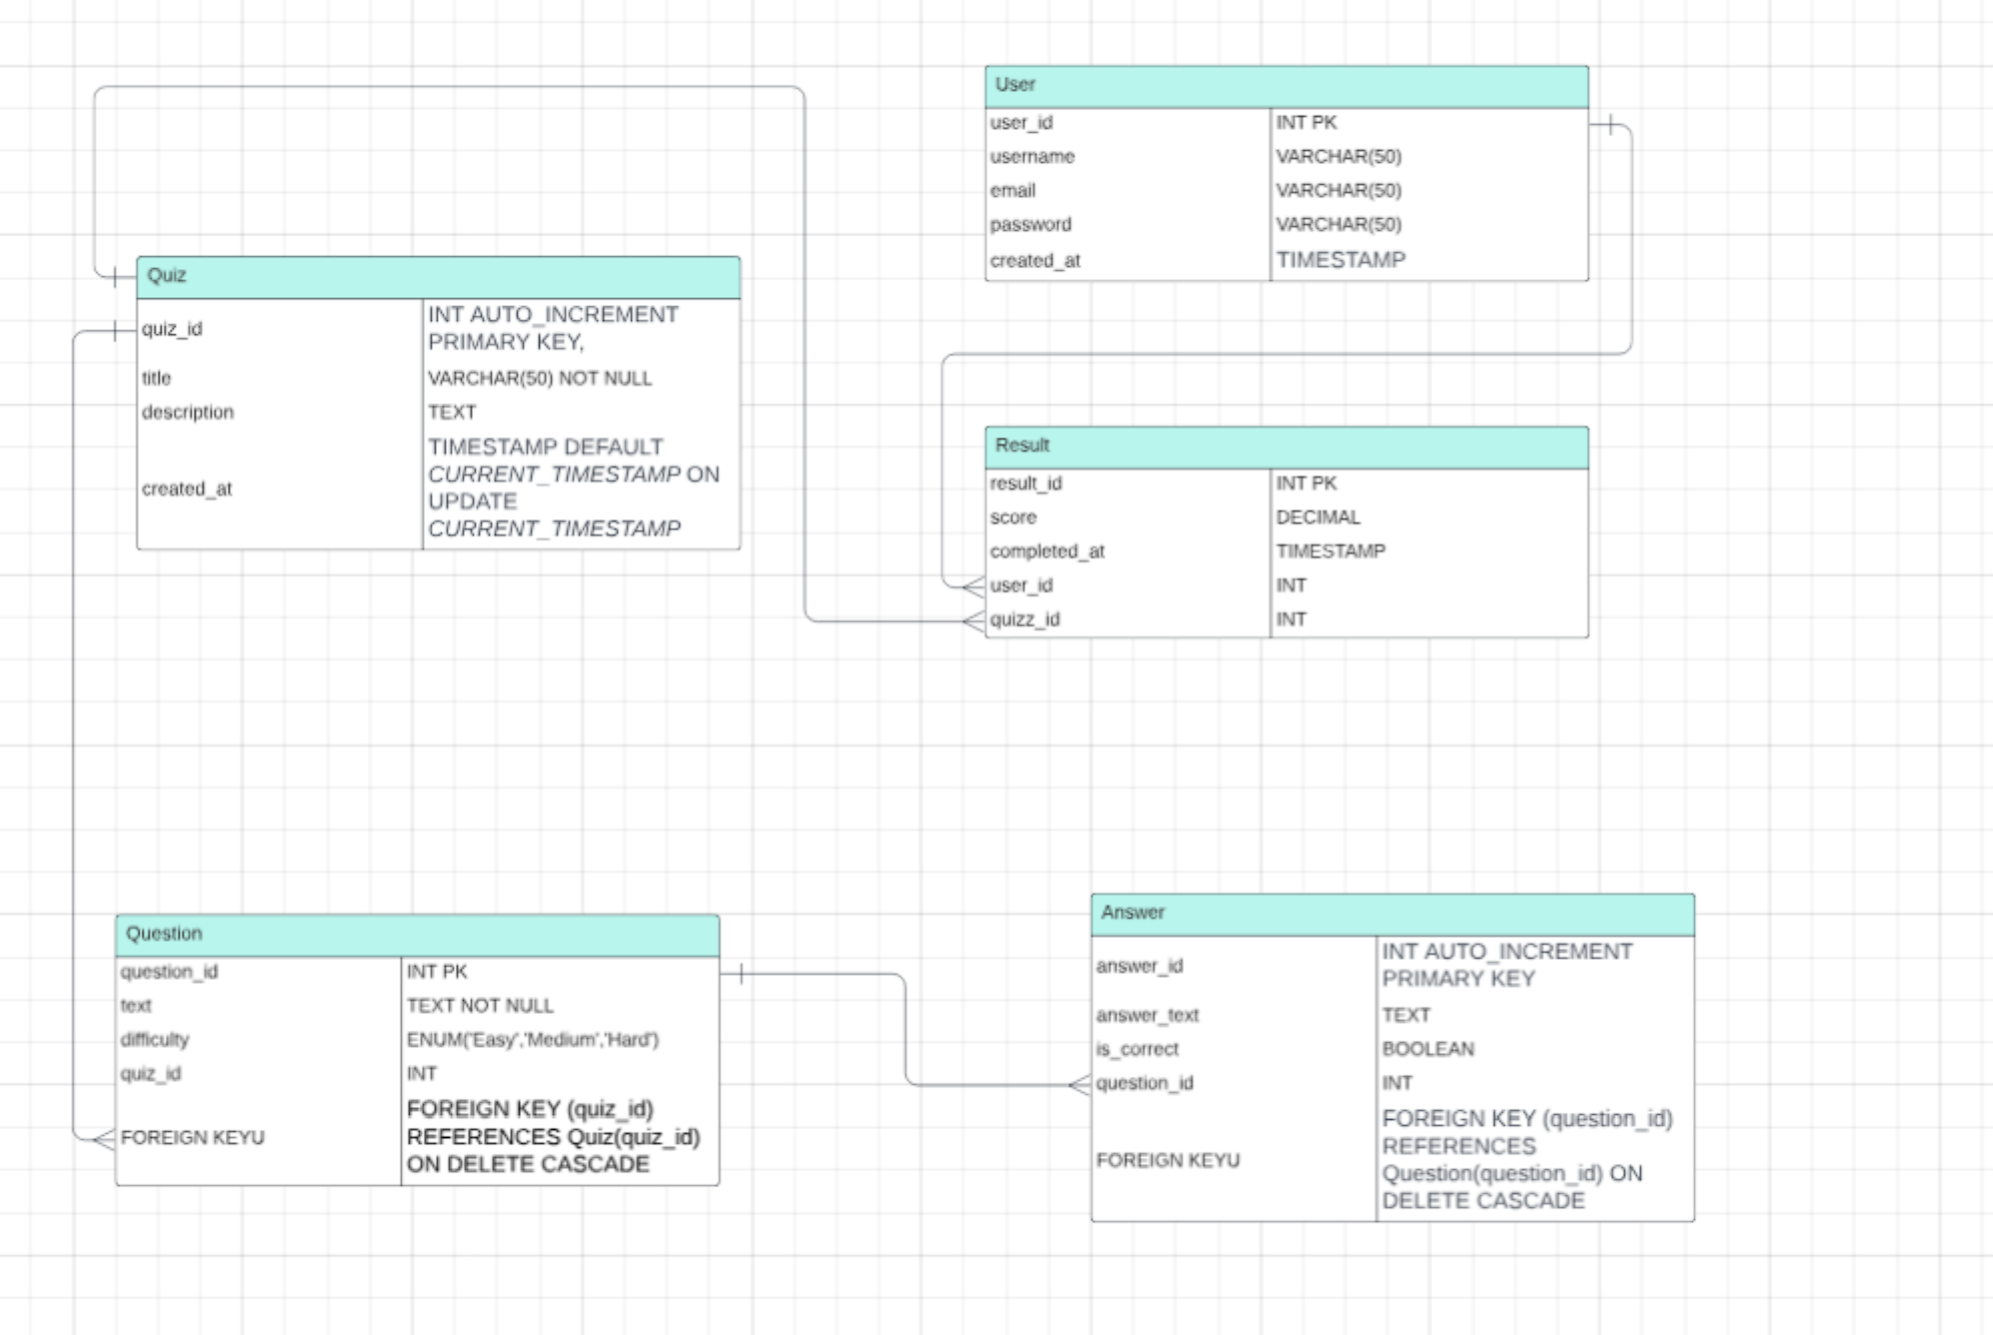 User
user_id INT PK
username VARCHAR(50)
email VARCHAR(50)
password VARCHAR(50)
created_at TIMESTAMP
Quiz
quiz_id INT AUTO_INCREMENT
PRIMARY KEY,
title VARCHAR(50) NOT NULL
description TEXT
created_at TIMESTAMP DEFAULT
CURRENT_TIMESTAMP ON
UPDATE
CURRENT_TIMESTAMP
Result
result_id INT PK
score DECIMAL
completed_at TIMESTAMP
user_id INT
quizz_id INT
Question
question_id INT PK
text TEXT NOT NULL
difficulty ENUM('Easy','Medium','Hard')
quiz_id INT
FOREIGN KEYU FOREIGN KEY (quiz_id)
REFERENCES Quiz(quiz_id)
ON DELETE CASCADE
Answer
answer_id INT AUTO_INCREMENT
PRIMARY KEY
answer_text TEXT
is_correct BOOLEAN
question_id INT
FOREIGN KEYU FOREIGN KEY (question_id)
REFERENCES
Question(question_id) ON
DELETE CASCADE